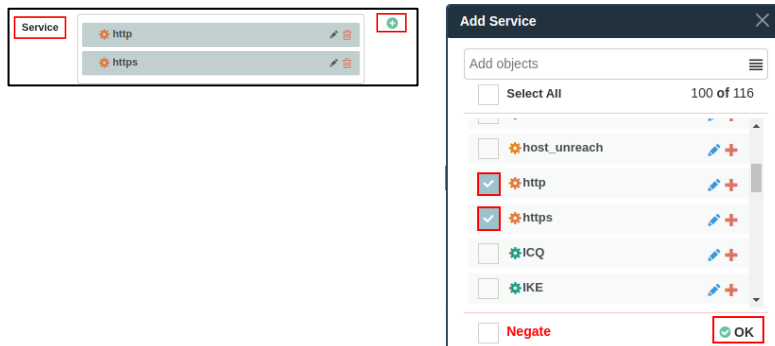 Service
http
https
Add Service
Add objects
Select All
100 of 116
host_unreach
http
https
ICQ
IKE
Negate
OK